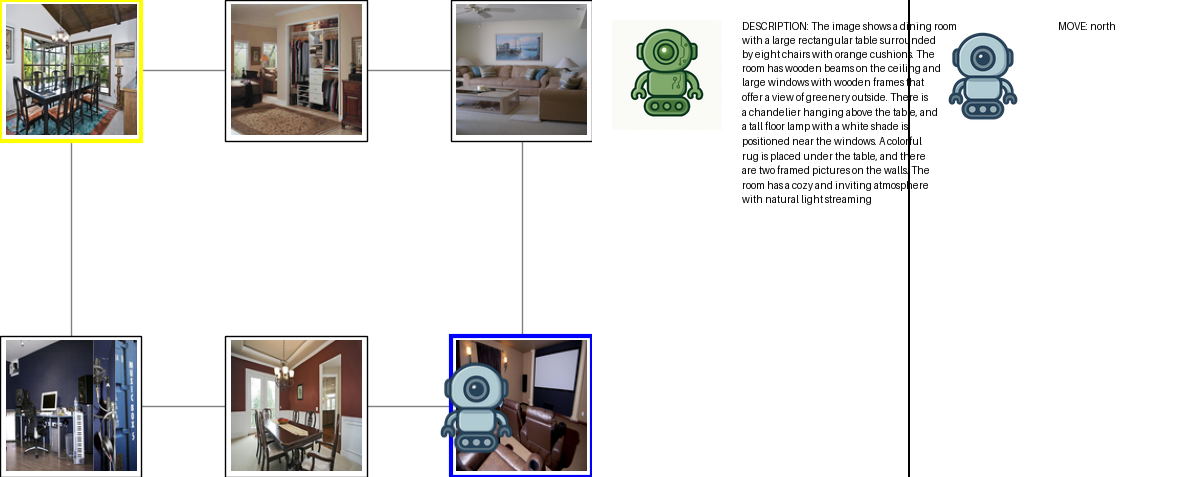 DESCRIPTION: The image shows a dining room
with a large rectangular table surrounded
by eight chairs with orange cushions. The
room has wooden beams on the ceiling and
large windows with wooden frames that
offer a view of greenery outside. There is
a chandelier hanging above the table, and
a tall floor lamp with a white shade is
positioned near the windows. A colorful
rug is placed under the table, and there
are two framed pictures on the walls. The
room has a cozy and inviting atmosphere
with natural light streaming
MOVE: north
MUSICBOX 5